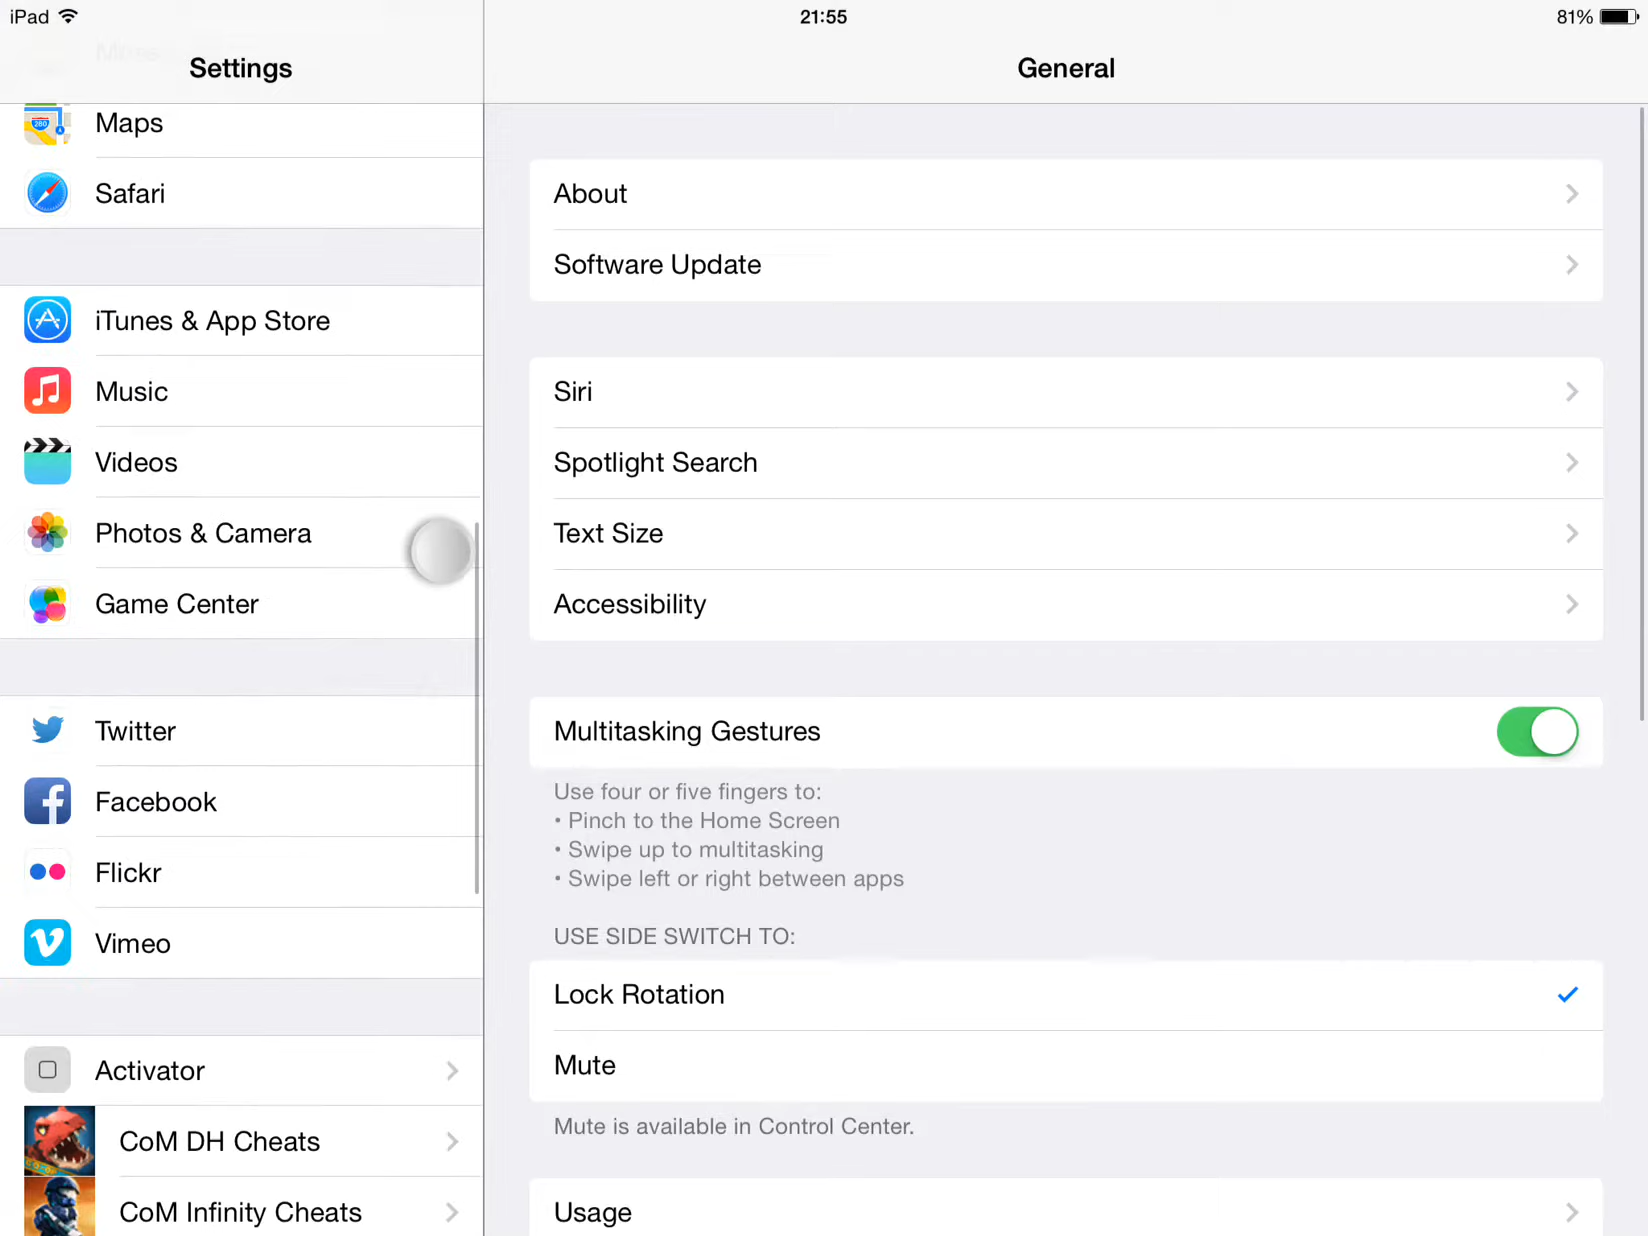 iPad
21:55
81%
Settings
General
Maps
Safari
iTunes & App Store
Music
Videos
Photos & Camera
Game Center
Twitter
Facebook
Flickr
Vimeo
Activator
CoM DH Cheats
CoM Infinity Cheats
About
Software Update
Siri
Spotlight Search
Text Size
Accessibility
Multitasking Gestures
Use four or five fingers to:
• Pinch to the Home Screen
• Swipe up to multitasking
• Swipe left or right between apps
USE SIDE SWITCH TO:
Lock Rotation
Mute
Mute is available in Control Center.
Usage